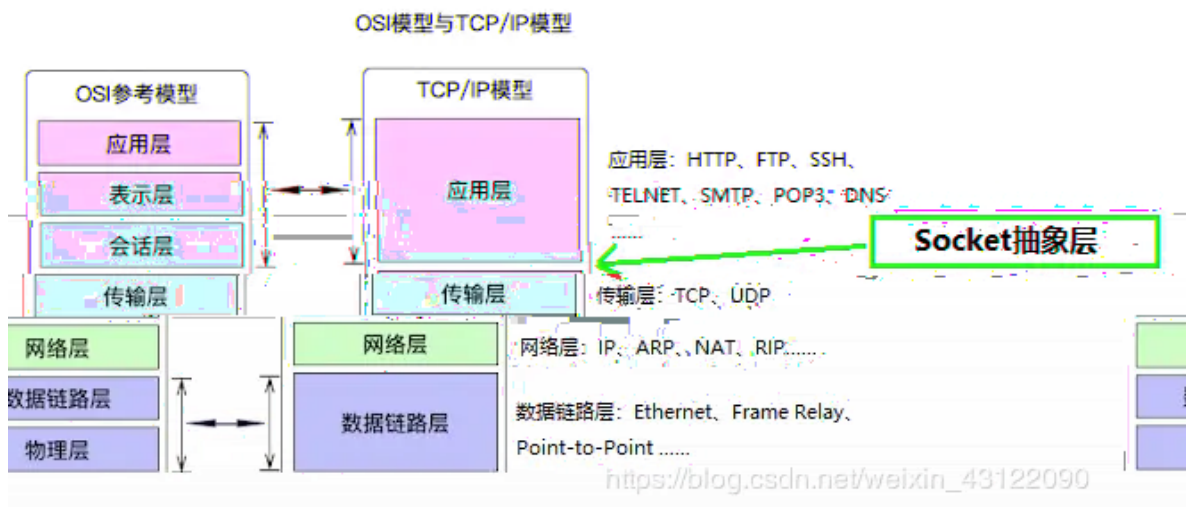 OSI模型与TCP/IP模型
OSI参考模型
应用层
表示层
会话层
传输层
网络层
数据链路层
物理层
TCP/IP模型
应用层
传输层
网络层
数据链路层
应用层：HTTP、FTP、SSH、
TELNET、SMTP、POP3、DNS
......
Socket抽象层
传输层：TCP、UDP
网络层：IP、ARP、NAT、RIP......
数据链路层：Ethernet、Frame Relay、
Point-to-Point ......
https://blog.csdn.net/weixin_43122090